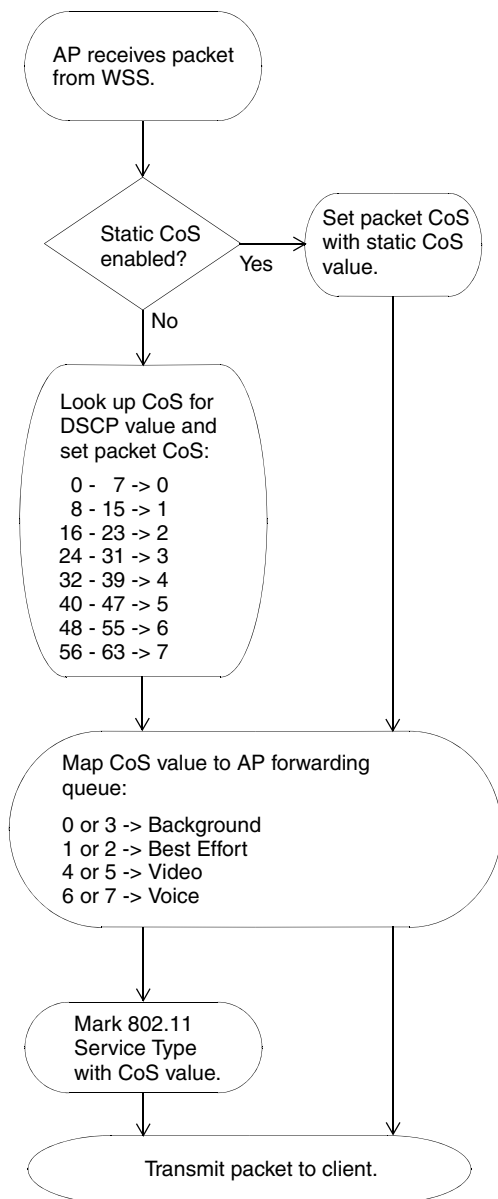 AP receives packet
from WSS.
Static CoS
enabled?
Yes
Set packet CoS
with static CoS
value.
No
Look up CoS for
DSCP value and
set packet CoS:
0 - 7 -> 0
8 - 15 -> 1
16 - 23 -> 2
24 - 31 -> 3
32 - 39 -> 4
40 - 47 -> 5
48 - 55 -> 6
56 - 63 -> 7
Map CoS value to AP forwarding
queue:
0 or 3 -> Background
1 or 2 -> Best Effort
4 or 5 -> Video
6 or 7 -> Voice
Mark 802.11
Service Type
with CoS value.
Transmit packet to client.